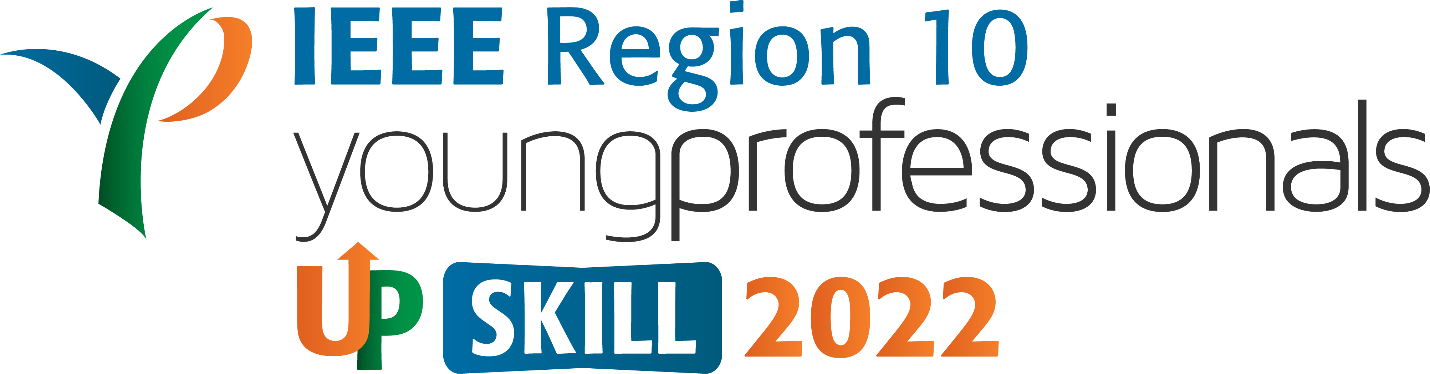 IEEE Region 10
youngprofessionals
UP SKILL 2022